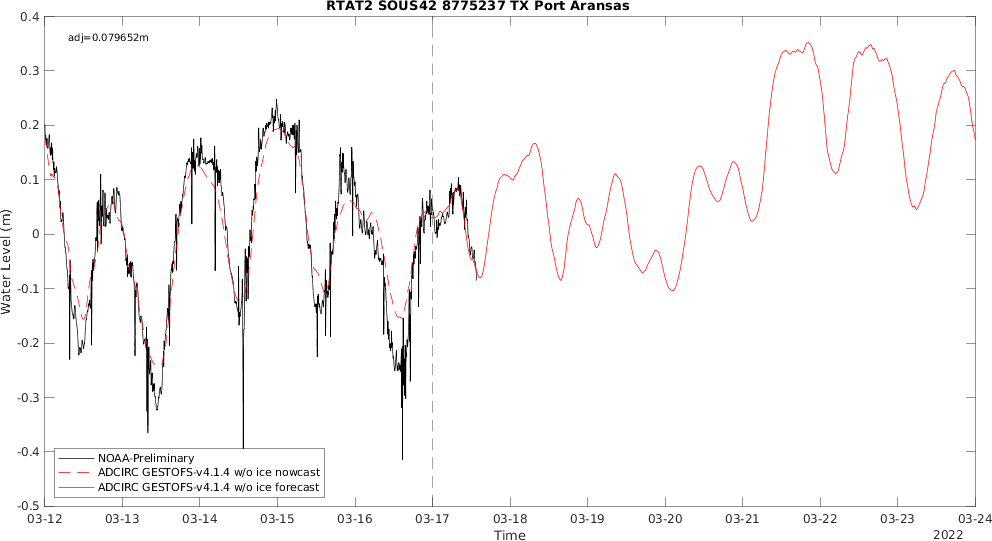 RTAT2 SOUS42 8775237 TX Port Aransas
adj=0.079652m
Water Level (m)
0.4
0.3
0.2
0.1
0
-0.1
-0.2
-0.3
-0.4
-0.5
NOAA-Preliminary
ADCIRC GESTOFS-v4.1.4 w/o ice nowcast
ADCIRC GESTOFS-v4.1.4 w/o ice forecast
03-12 03-13 03-14 03-15 03-16 03-17 03-18 03-19 03-20 03-21 03-22 03-23 03-24
Time
2022